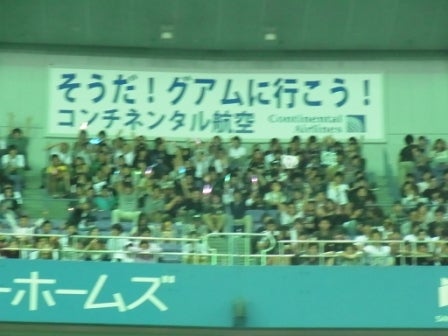 そうだ！グアムに行こう！
コンチネンタル航空 Continental
Airlines
ーホームズ